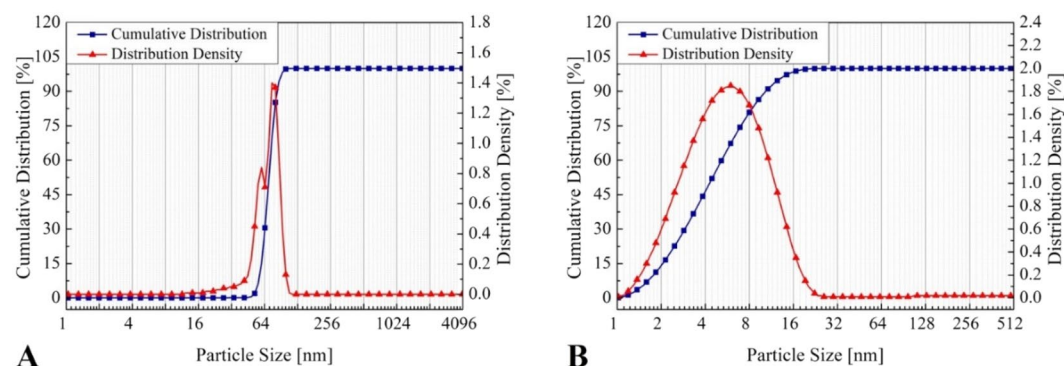 120
105
90
75
60
45
30
15
0
Cumulative Distribution [%]
Cumulative Distribution
Distribution Density
1.8
1.6
1.4
1.2
1.0
0.8
0.6
0.4
0.2
0.0
Distribution Density [%]
1 4 16 64 256 1024 4096
Particle Size [nm]
A
120
105
90
75
60
45
30
15
0
Cumulative Distribution [%]
Cumulative Distribution
Distribution Density
2.4
2.2
2.0
1.8
1.6
1.4
1.2
1.0
0.8
0.6
0.4
0.2
0.0
Distribution Density [%]
1 2 4 8 16 32 64 128 256 512
Particle Size [nm]
B